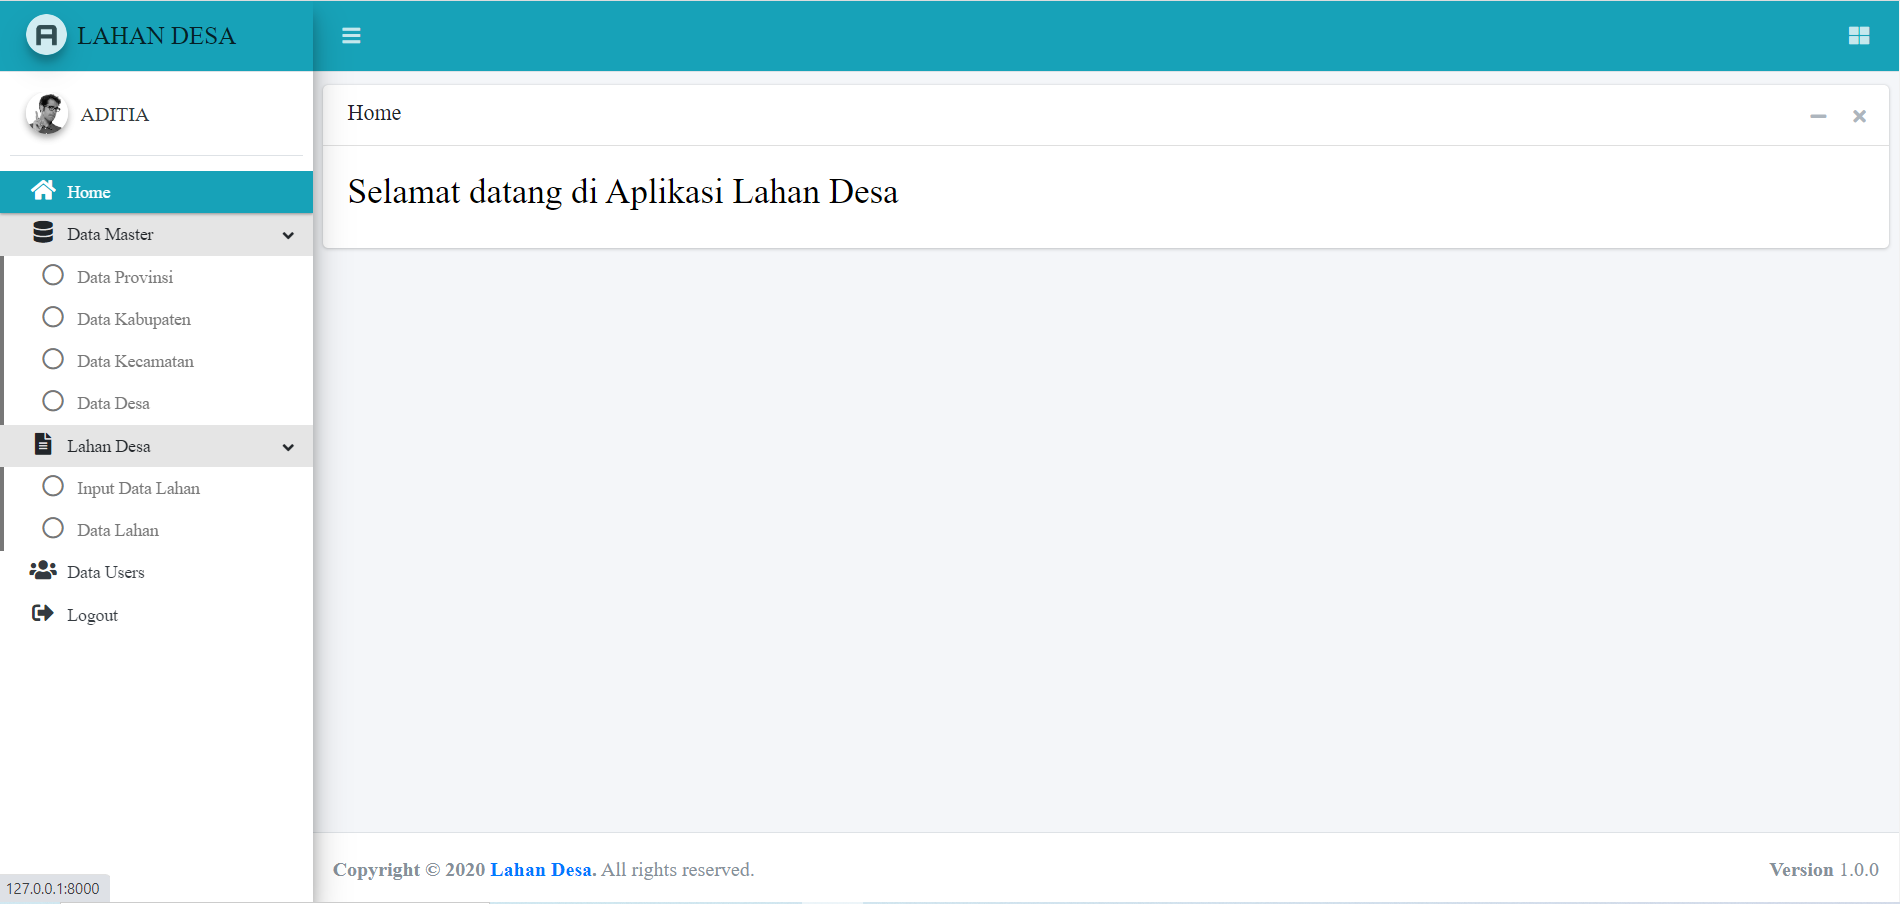 LAHAN DESA
ADITIA
Home
Data Master
Data Provinsi
Data Kabupaten
Data Kecamatan
Data Desa
Lahan Desa
Input Data Lahan
Data Lahan
Data Users
Logout
Home
Selamat datang di Aplikasi Lahan Desa
Copyright © 2020 Lahan Desa. All rights reserved.
Version 1.0.0
127.0.0.1:8000